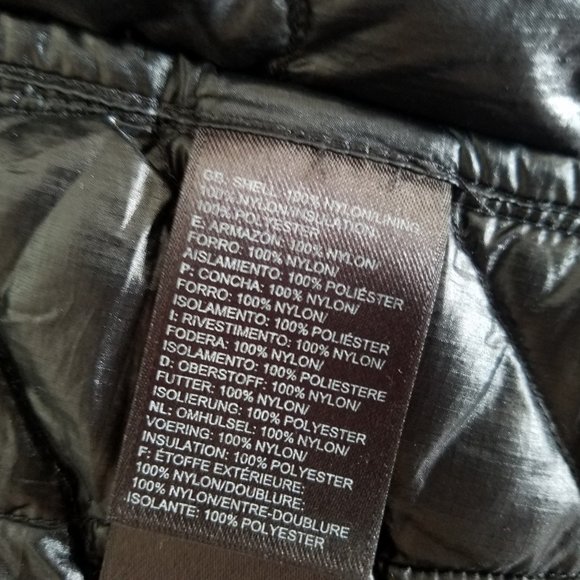 GB: SHELL: 100% NYLON/LINING:
100% NYLON/INSULATION:
100% POLYESTER
E: ARMAZÓN: 100% NYLON/
FORRO: 100% NYLON/
AISLAMIENTO: 100% POLIÉSTER
P: CONCHA: 100% NYLON/
FORRO: 100% NYLON/
ISOLAMENTO: 100% POLIÉSTER
I: RIVESTIMENTO: 100% NYLON/
FODERA: 100% NYLON/
ISOLAMENTO: 100% POLIESTERE
D: OBERSTOFF: 100% NYLON/
FUTTER: 100% NYLON/
ISOLIERUNG: 100% POLYESTER
NL: OMHULSEL: 100% NYLON/
VOERING: 100% NYLON/
INSULATION: 100% POLYESTER
F: ÉTOFFE EXTÉRIEURE:
100% NYLON/DOUBLURE:
100% NYLON/ENTRE-DOUBLURE
ISOLANTE: 100% POLYESTER